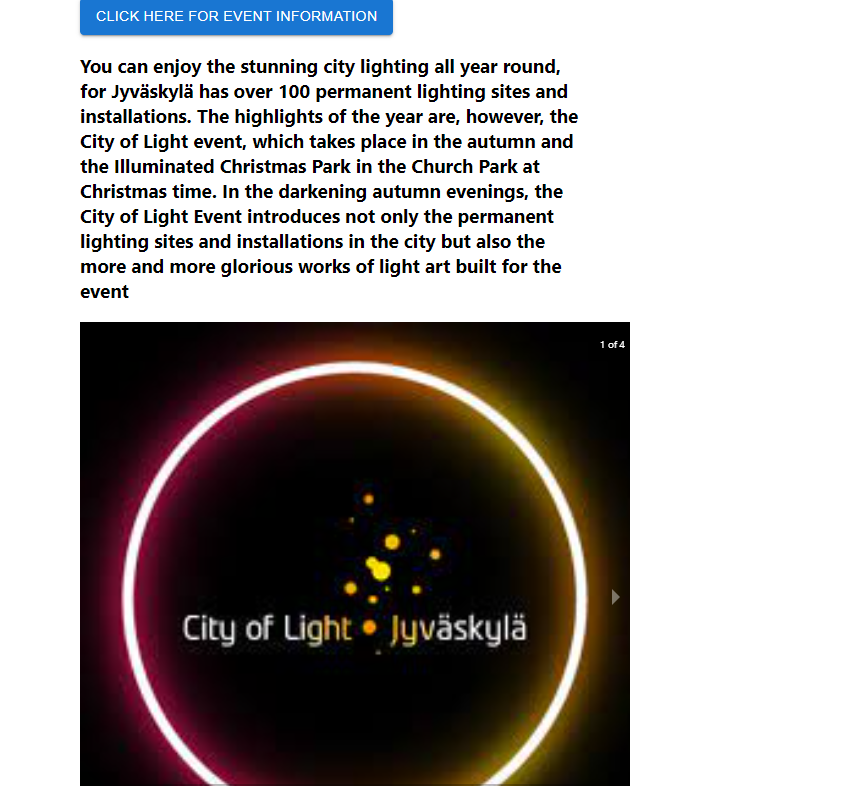 CLICK HERE FOR EVENT INFORMATION
You can enjoy the stunning city lighting all year round,
for Jyväskylä has over 100 permanent lighting sites and
installations. The highlights of the year are, however, the
City of Light event, which takes place in the autumn and
the Illuminated Christmas Park in the Church Park at
Christmas time. In the darkening autumn evenings, the
City of Light Event introduces not only the permanent
lighting sites and installations in the city but also the
more and more glorious works of light art built for the
event
1 of 4
City of Light • Jyväskylä